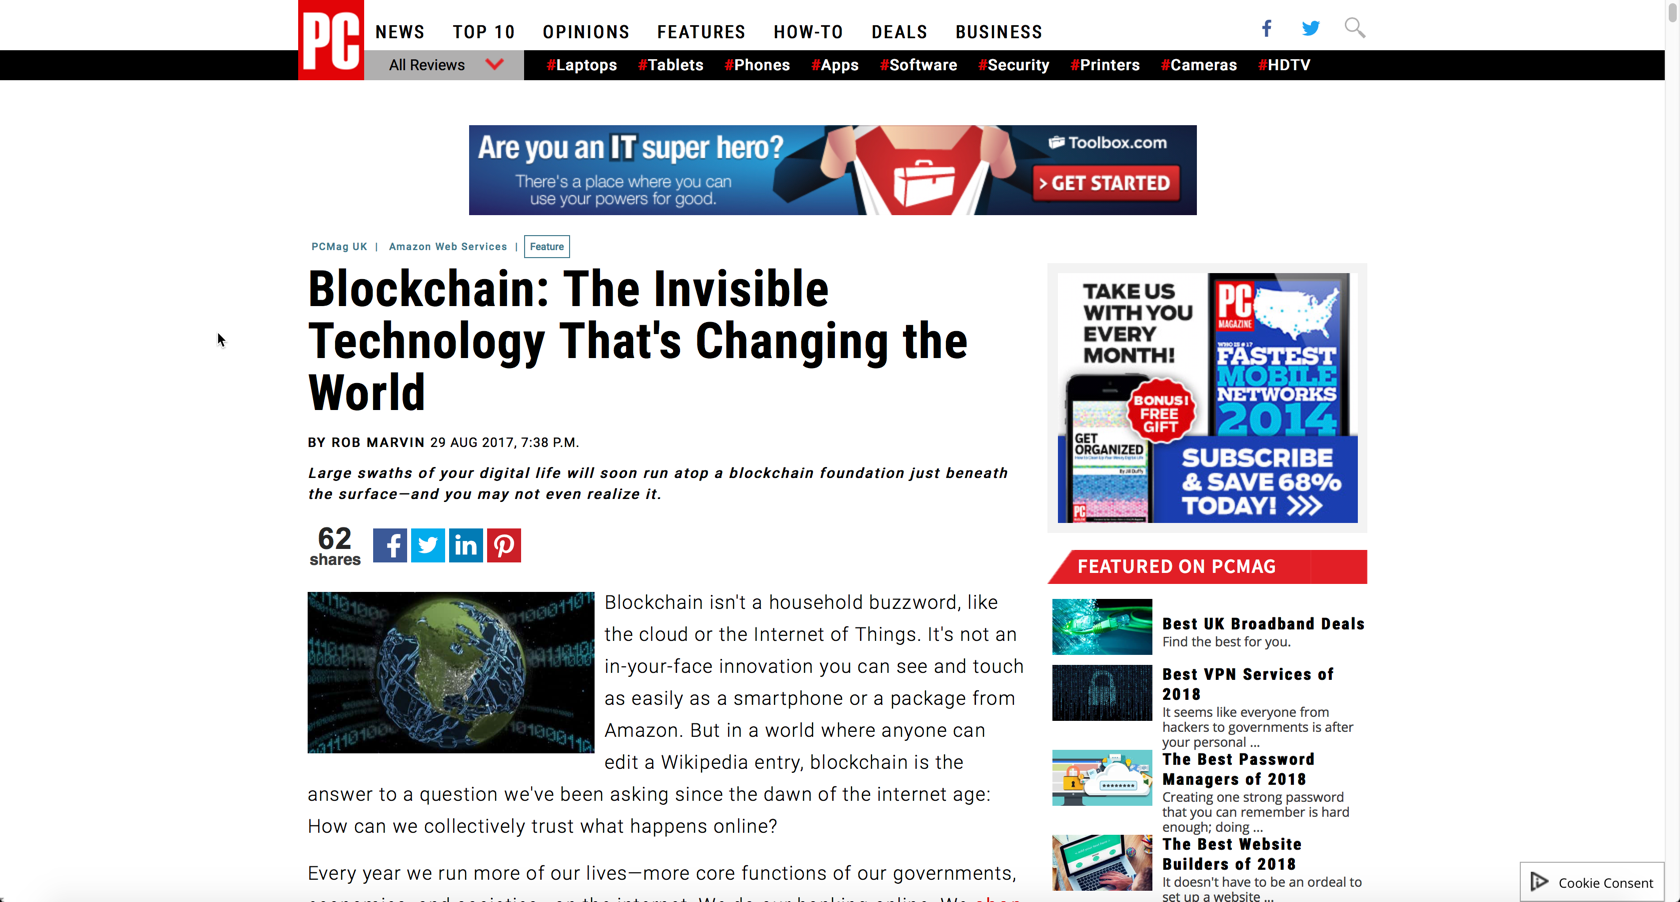 PC
NEWS TOP 10 OPINIONS FEATURES HOW-TO DEALS BUSINESS
All Reviews #Laptops #Tablets #Phones #Apps #Software #Security #Printers #Cameras #HDTV
Are you an IT super hero?
There's a place where you can
use your powers for good.
Toolbox.com
> GET STARTED
PCMag UK | Amazon Web Services | Feature
Blockchain: The Invisible
Technology That's Changing the
World
BY ROB MARVIN 29 AUG 2017, 7:38 P.M.
Large swaths of your digital life will soon run atop a blockchain foundation just beneath
the surface—and you may not even realize it.
62
shares
Blockchain isn't a household buzzword, like
the cloud or the Internet of Things. It's not an
in-your-face innovation you can see and touch
as easily as a smartphone or a package from
Amazon. But in a world where anyone can
edit a Wikipedia entry, blockchain is the
answer to a question we've been asking since the dawn of the internet age:
How can we collectively trust what happens online?
Every year we run more of our lives—more core functions of our governments,
TAKE US
WITH YOU
EVERY
MONTH!
BONUS!
FREE
GIFT
GET
ORGANIZED
PC
MAGAZINE
WHO IS #1?
FASTEST
MOBILE
NETWORKS
2014
SUBSCRIBE
& SAVE 68%
TODAY! >>>
PC
FEATURED ON PCMAG
Best UK Broadband Deals
Find the best for you.
Best VPN Services of
2018
It seems like everyone from
hackers to governments is after
your personal ...
The Best Password
Managers of 2018
Creating one strong password
that you can remember is hard
enough; doing ...
The Best Website
Builders of 2018
It doesn't have to be an ordeal to
set up a website ...
Cookie Consent